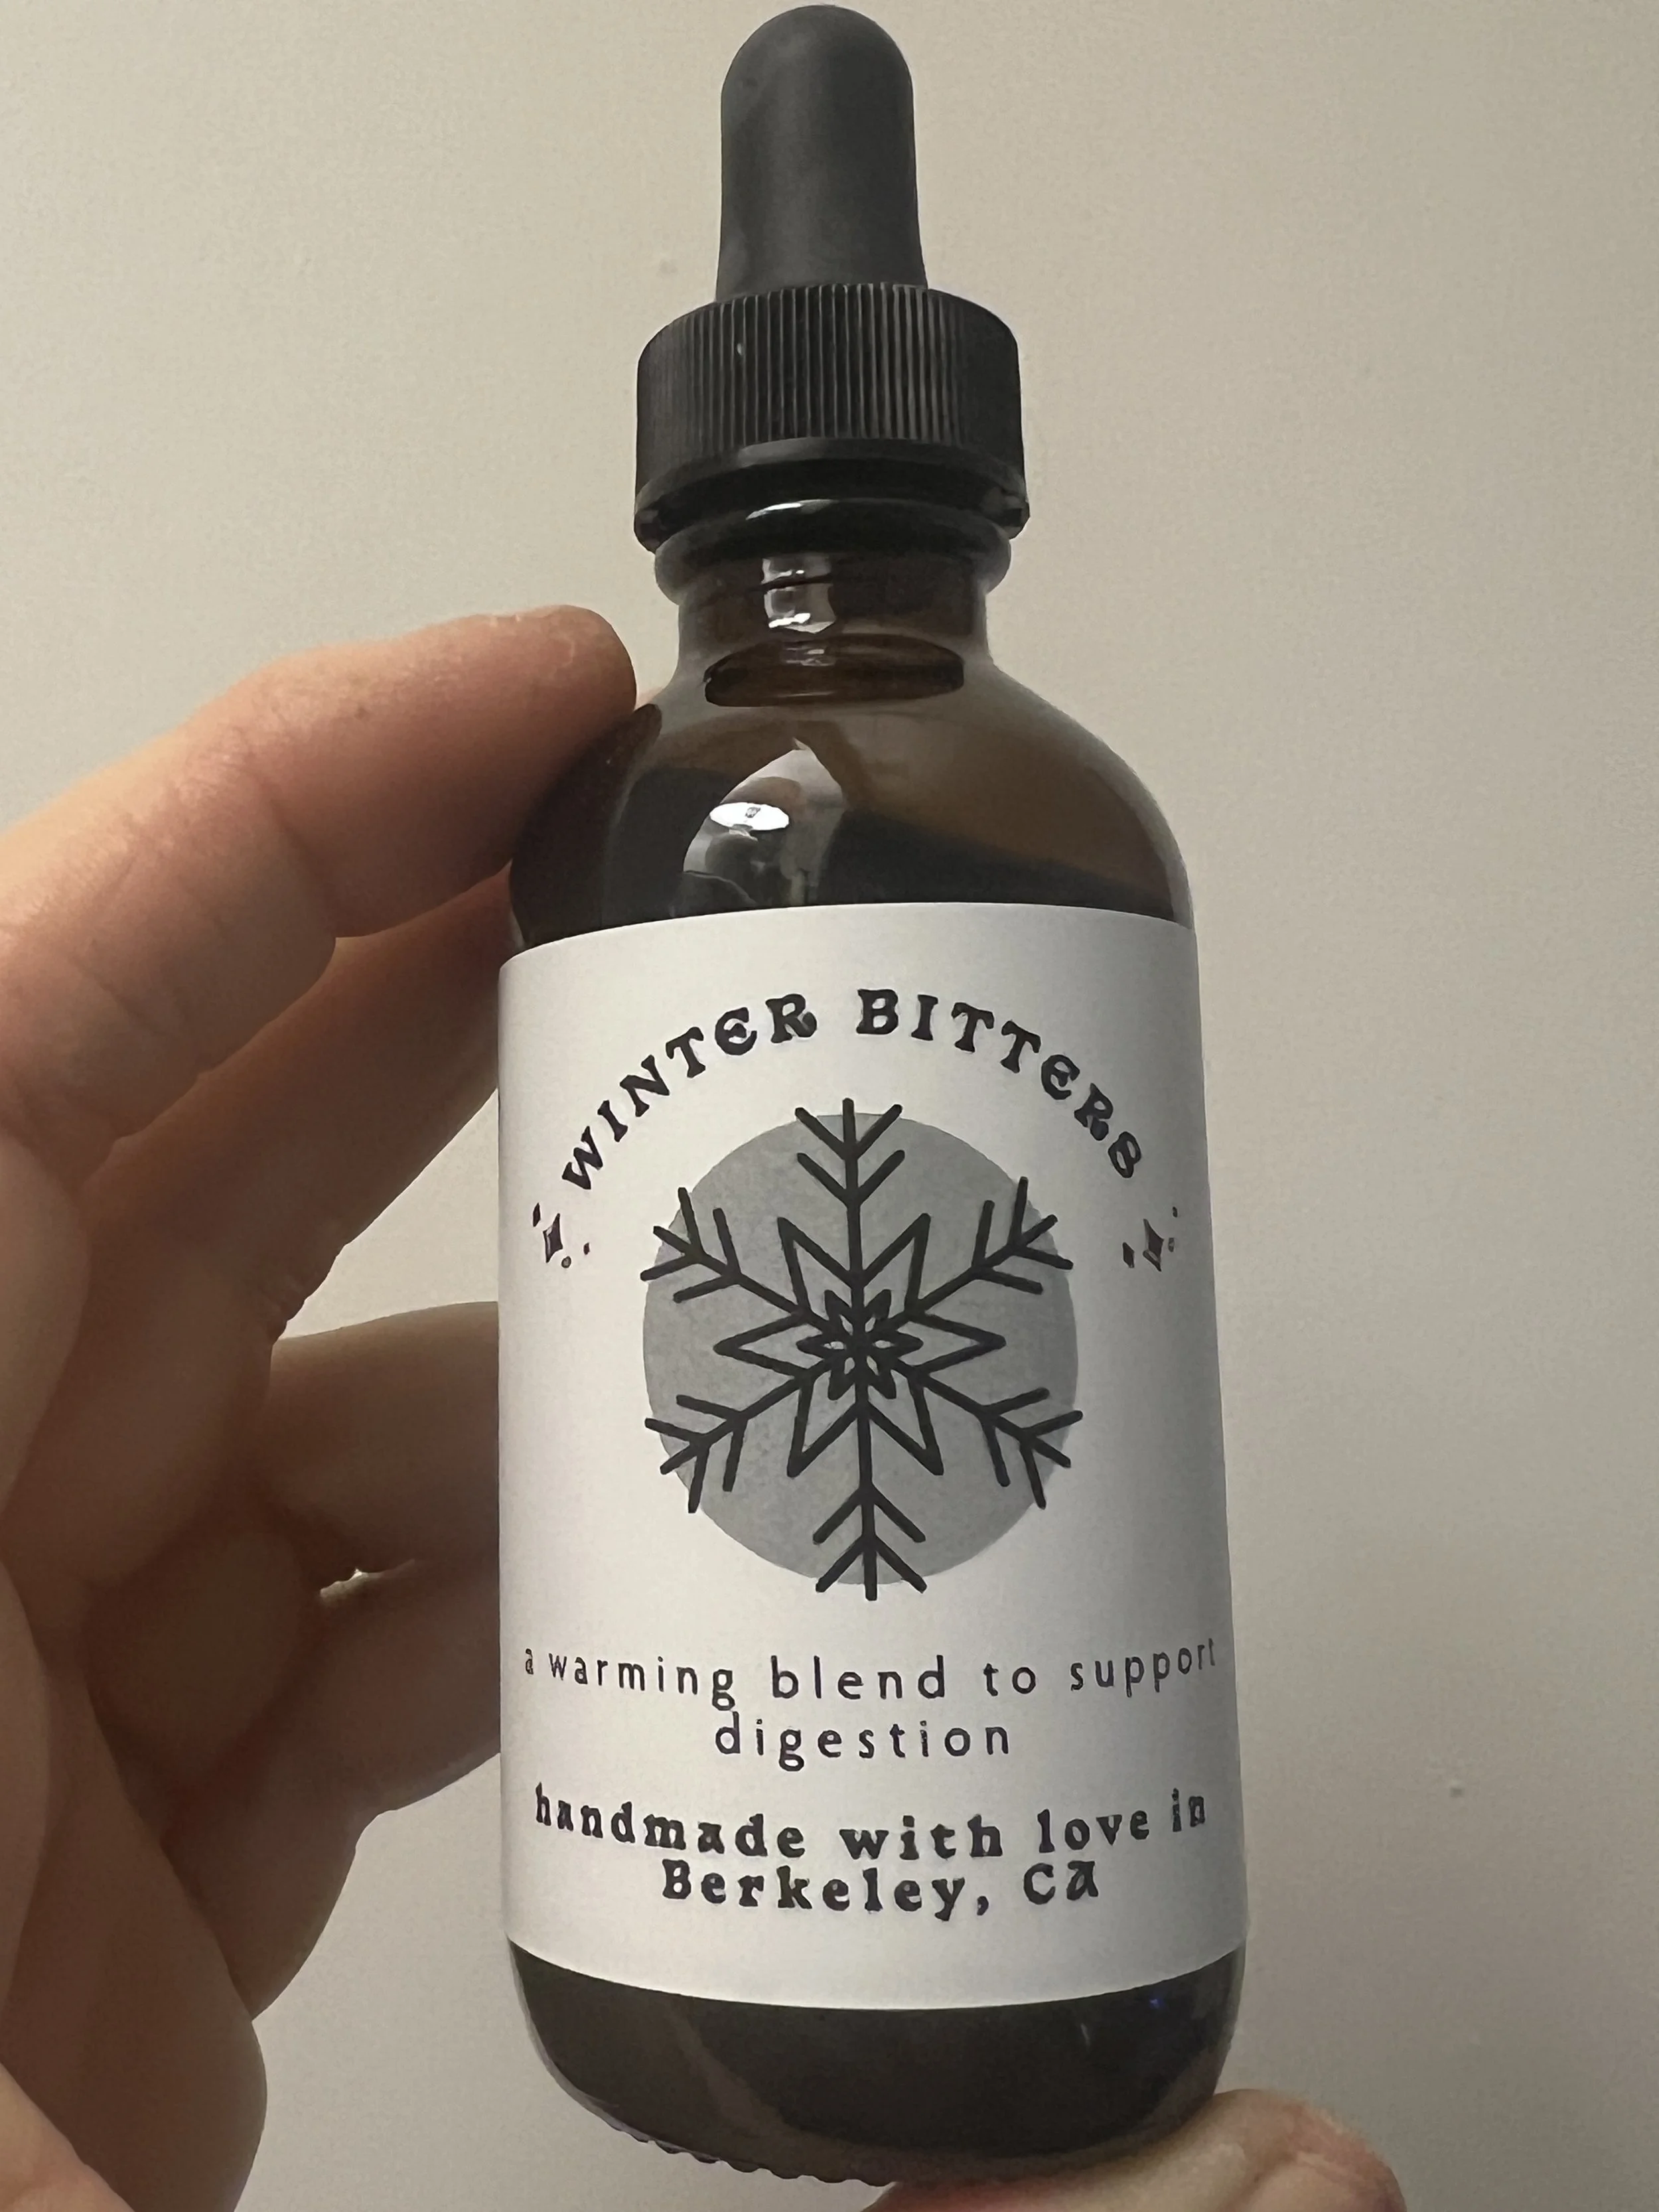 WINTER BITTERS
a warming blend to support
digestion
handmade with love in
Berkeley, CA